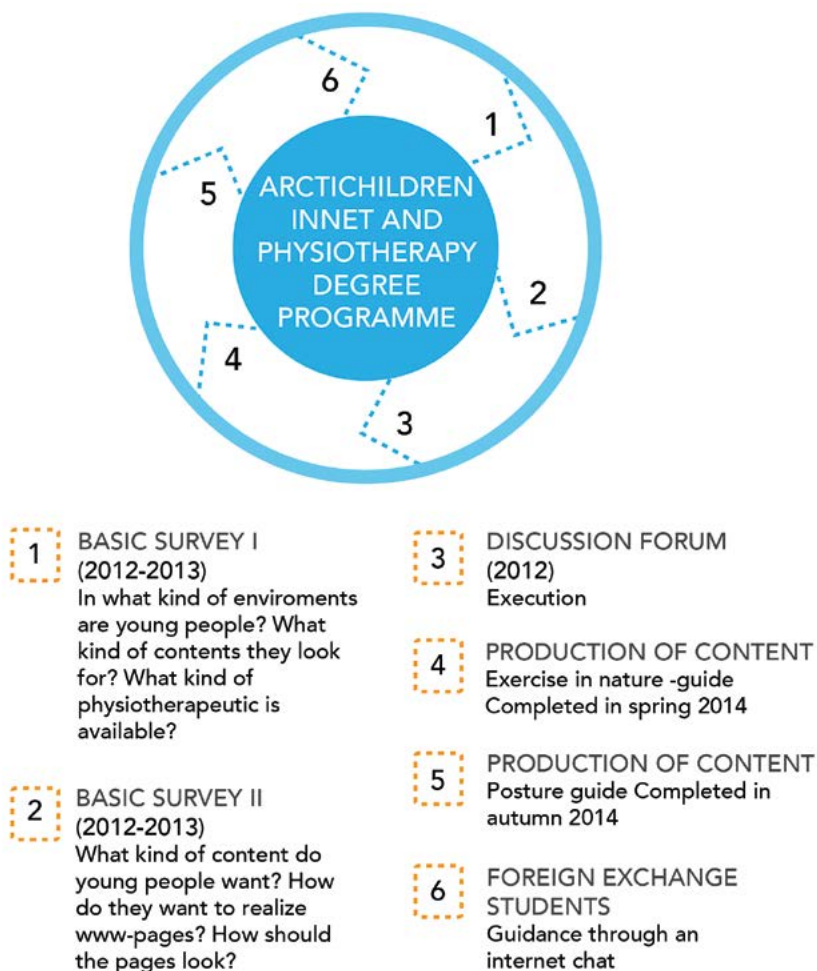 6
1
5
ARCTICHILDREN
INNET AND
PHYSIOTHERAPY
DEGREE
PROGRAMME
2
4
3
1
BASIC SURVEY I
(2012-2013)
In what kind of enviroments
are young people? What
kind of contents they look
for? What kind of
physiotherapeutic is
available?
2
BASIC SURVEY II
(2012-2013)
What kind of content do
young people want? How
do they want to realize
www-pages? How should
the pages look?
3
DISCUSSION FORUM
(2012)
Execution
4
PRODUCTION OF CONTENT
Exercise in nature -guide
Completed in spring 2014
5
PRODUCTION OF CONTENT
Posture guide Completed in
autumn 2014
6
FOREIGN EXCHANGE
STUDENTS
Guidance through an
internet chat